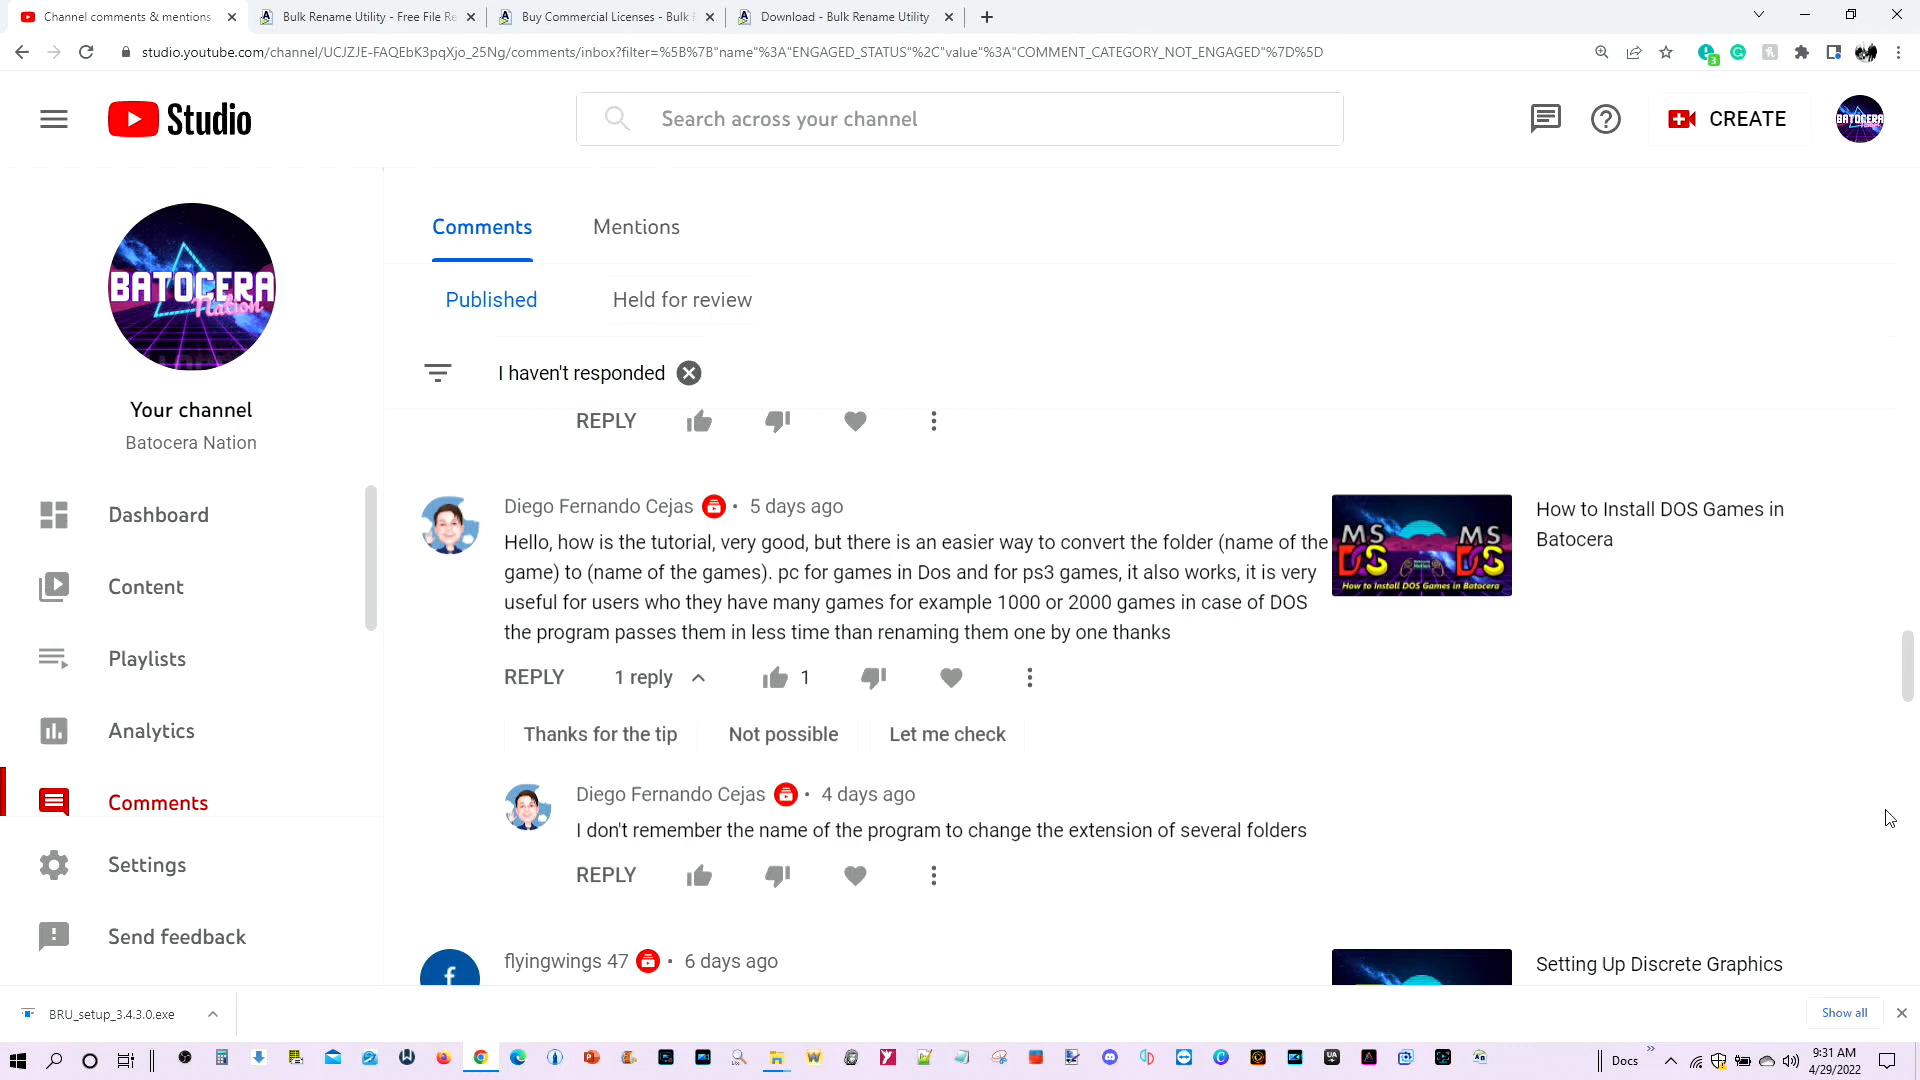 Channel comments & mentions
Bulk Rename Utility - Free File Re
Buy Commercial Licenses - Bulk
Download - Bulk Rename Utility
studio.youtube.com/channel/UCJZJE-FAQEbK3pqXjo_25Ng/comments/inbox?filter=%5B%7B"name"%3A"ENGAGED_STATUS"%2C"value"%3A"COMMENT_CATEGORY_NOT_ENGAGED"%7D%5D
3
Studio
Search across your channel
CREATE
BATOCERA
Comments
Mentions
BATOCERA
Nation
Published
Held for review
I haven't responded
Your channel
Batocera Nation
REPLY
Dashboard
Content
Playlists
Analytics
Comments
Settings
Send feedback
Diego Fernando Cejas • 5 days ago
Hello, how is the tutorial, very good, but there is an easier way to convert the folder (name of the
game) to (name of the games). pc for games in Dos and for ps3 games, it also works, it is very
useful for users who they have many games for example 1000 or 2000 games in case of DOS
the program passes them in less time than renaming them one by one thanks
MS DOS
MS DOS
How to Install DOS Games in Batocera
How to Install DOS Games in
Batocera
REPLY
1 reply
1
Thanks for the tip
Not possible
Let me check
Diego Fernando Cejas • 4 days ago
I don't remember the name of the program to change the extension of several folders
REPLY
f
flyingwings 47 • 6 days ago
Setting Up Discrete Graphics
BRU_setup_3.4.3.0.exe
Show all
Docs
9:31 AM
4/29/2022